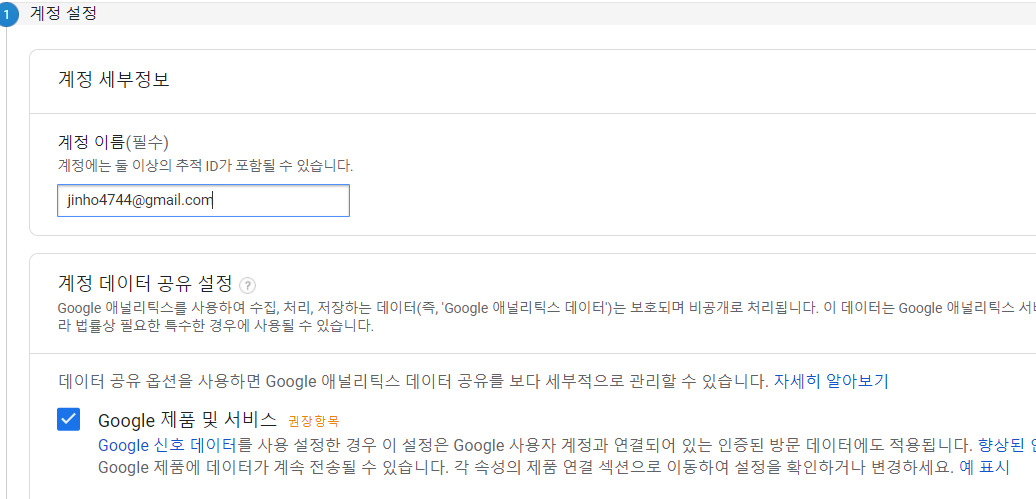 1 계정 설정
계정 세부정보
계정 이름(필수)
계정에는 둘 이상의 추적 ID가 포함될 수 있습니다.
jinho4744@gmail.com
계정 데이터 공유 설정 ?
Google 애널리틱스를 사용하여 수집, 처리, 저장하는 데이터(즉, 'Google 애널리틱스 데이터')는 보호되며 비공개로 처리됩니다. 이 데이터는 Google 애널리틱스 서
라 법률상 필요한 특수한 경우에 사용될 수 있습니다.
데이터 공유 옵션을 사용하면 Google 애널리틱스 데이터 공유를 보다 세부적으로 관리할 수 있습니다. 자세히 알아보기
Google 제품 및 서비스 권장항목
Google 신호 데이터를 사용 설정한 경우 이 설정은 Google 사용자 계정과 연결되어 있는 인증된 방문 데이터에도 적용됩니다. 향상된
Google 제품에 데이터가 계속 전송될 수 있습니다. 각 속성의 제품 연결 섹션으로 이동하여 설정을 확인하거나 변경하세요. 예 표시